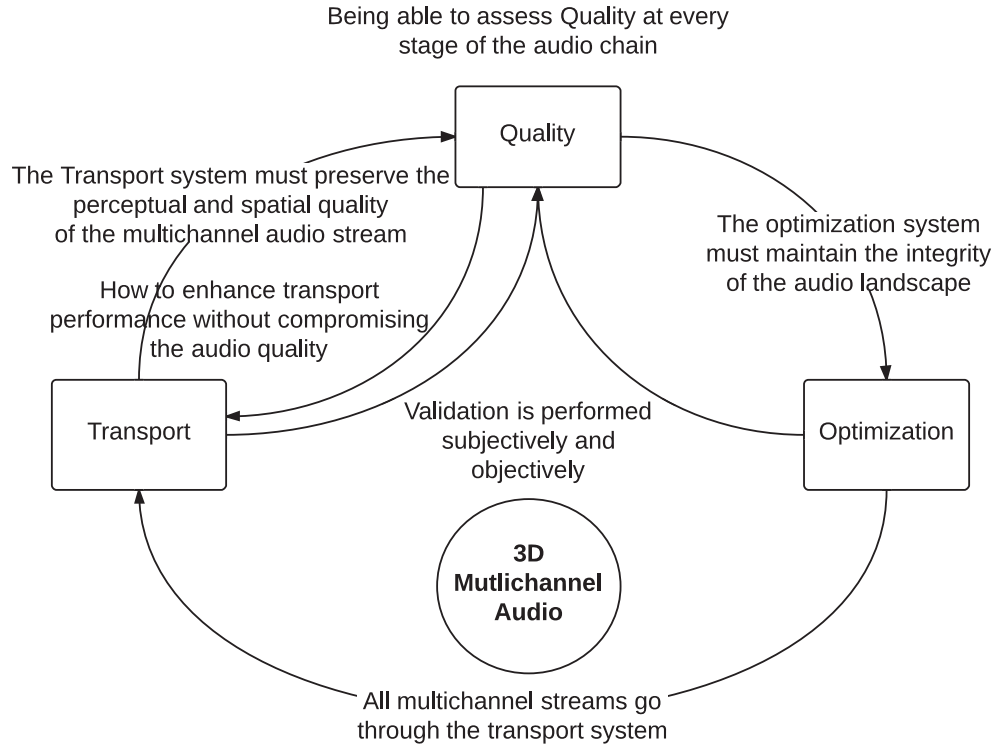 Being able to assess Quality at every
stage of the audio chain
Quality
The Transport system must preserve the
perceptual and spatial quality
of the multichannel audio stream
The optimization system
must maintain the integrity
of the audio landscape
How to enhance transport
performance without compromising
the audio quality
Transport
Validation is performed
subjectively and
objectively
Optimization
3D
Mutlichannel
Audio
All multichannel streams go
through the transport system